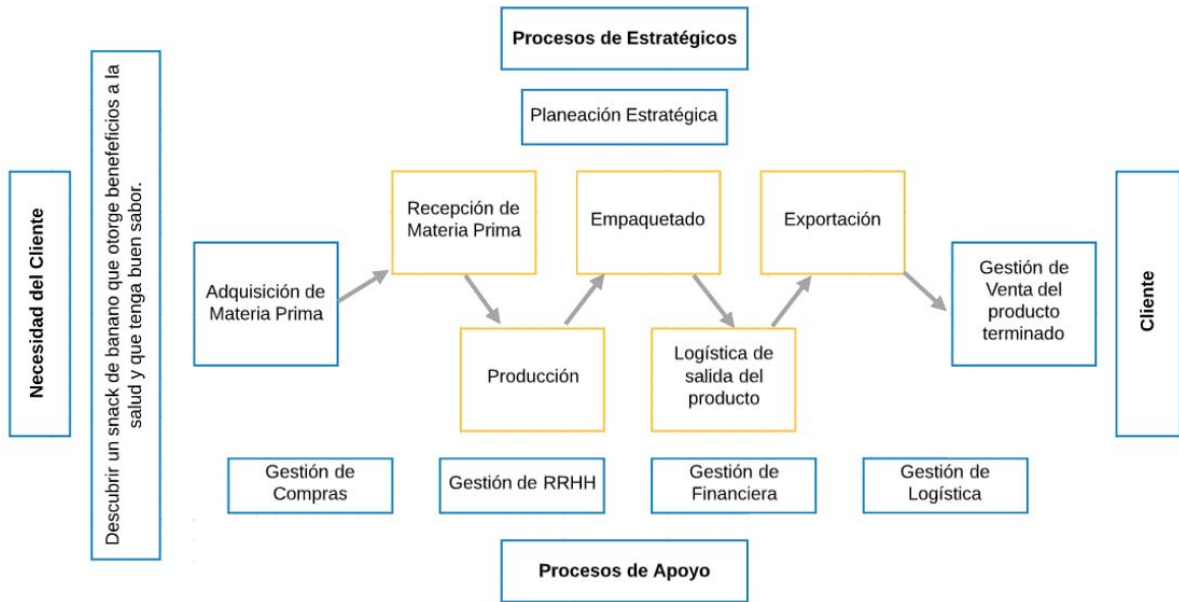 Procesos de Estratégicos
Planeación Estratégica
Necesidad del Cliente
Descubrir un snack de banano que otorge benefeficios a la
salud y que tenga buen sabor.
Adquisición de
Materia Prima
Recepción de
Materia Prima
Producción
Empaquetado
Logística de
salida del
producto
Exportación
Gestión de
Venta del
producto
terminado
Cliente
Gestión de
Compras
Gestión de RRHH
Gestión de
Financiera
Gestión de
Logística
Procesos de Apoyo